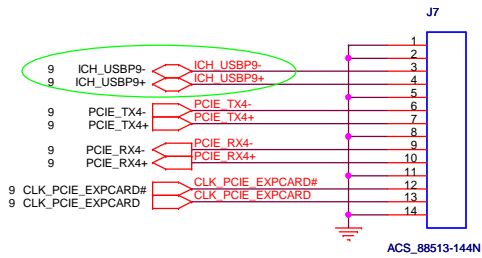 J7
1
2
9 ICH_USBP9- ICH_USBP9- 3
9 ICH_USBP9+ ICH_USBP9+ 4
5
9 PCIE_TX4- PCIE_TX4- 6
9 PCIE_TX4+ PCIE_TX4+ 7
8
9 PCIE_RX4- PCIE_RX4- 9
9 PCIE_RX4+ PCIE_RX4+ 10
11
9 CLK_PCIE_EXPCARD# CLK_PCIE_EXPCARD# 12
9 CLK_PCIE_EXPCARD CLK_PCIE_EXPCARD 13
14
ACS_88513-144N